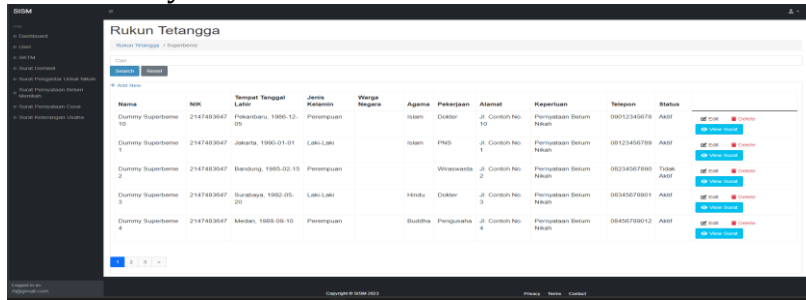 SISM
Dashboard
User
SKTM
Surat Domisili
Surat Pengantar Untuk Nikah
Surat Pernyataan Belum Menikah
Surat Pernyataan Cerai
Surat Keterangan Usaha
Logged in as:
Rukun Tetangga
Rukun Tetangga / Superbeme
Cari
Search Reset
+ Add New
Nama NIK Tempat Tanggal Lahir Jenis Kelamin Warga Negara Agama Pekerjaan Alamat Keperluan Telepon Status
Dummy Superbeme 10 2147483647 Pekanbaru, 1986-12-05 Perempuan Islam Dokter Jl. Contoh No. 10 Pernyataan Belum Nikah 09012345678 Aktif Edit Delete
View Surat
Dummy Superbeme 1 2147483647 Jakarta, 1990-01-01 Laki-Laki Islam PNS Jl. Contoh No. 1 Pernyataan Belum Nikah 08123456789 Aktif Edit Delete
View Surat
Dummy Superbeme 2 2147483647 Bandung, 1985-02-15 Perempuan Wiraswasta Jl. Contoh No. 2 Pernyataan Belum Nikah 08234567890 Tidak Aktif Edit Delete
View Surat
Dummy Superbeme 3 2147483647 Surabaya, 1992-05-20 Laki-Laki Hindu Dokter Jl. Contoh No. 3 Pernyataan Belum Nikah 08345678901 Aktif Edit Delete
View Surat
Dummy Superbeme 4 2147483647 Medan, 1988-09-10 Perempuan Buddha Pengusaha Jl. Contoh No. 4 Pernyataan Belum Nikah 08456789012 Aktif Edit Delete
View Surat
1 2 3 »
Copyright © SISM 2023 Privacy Terms Contact